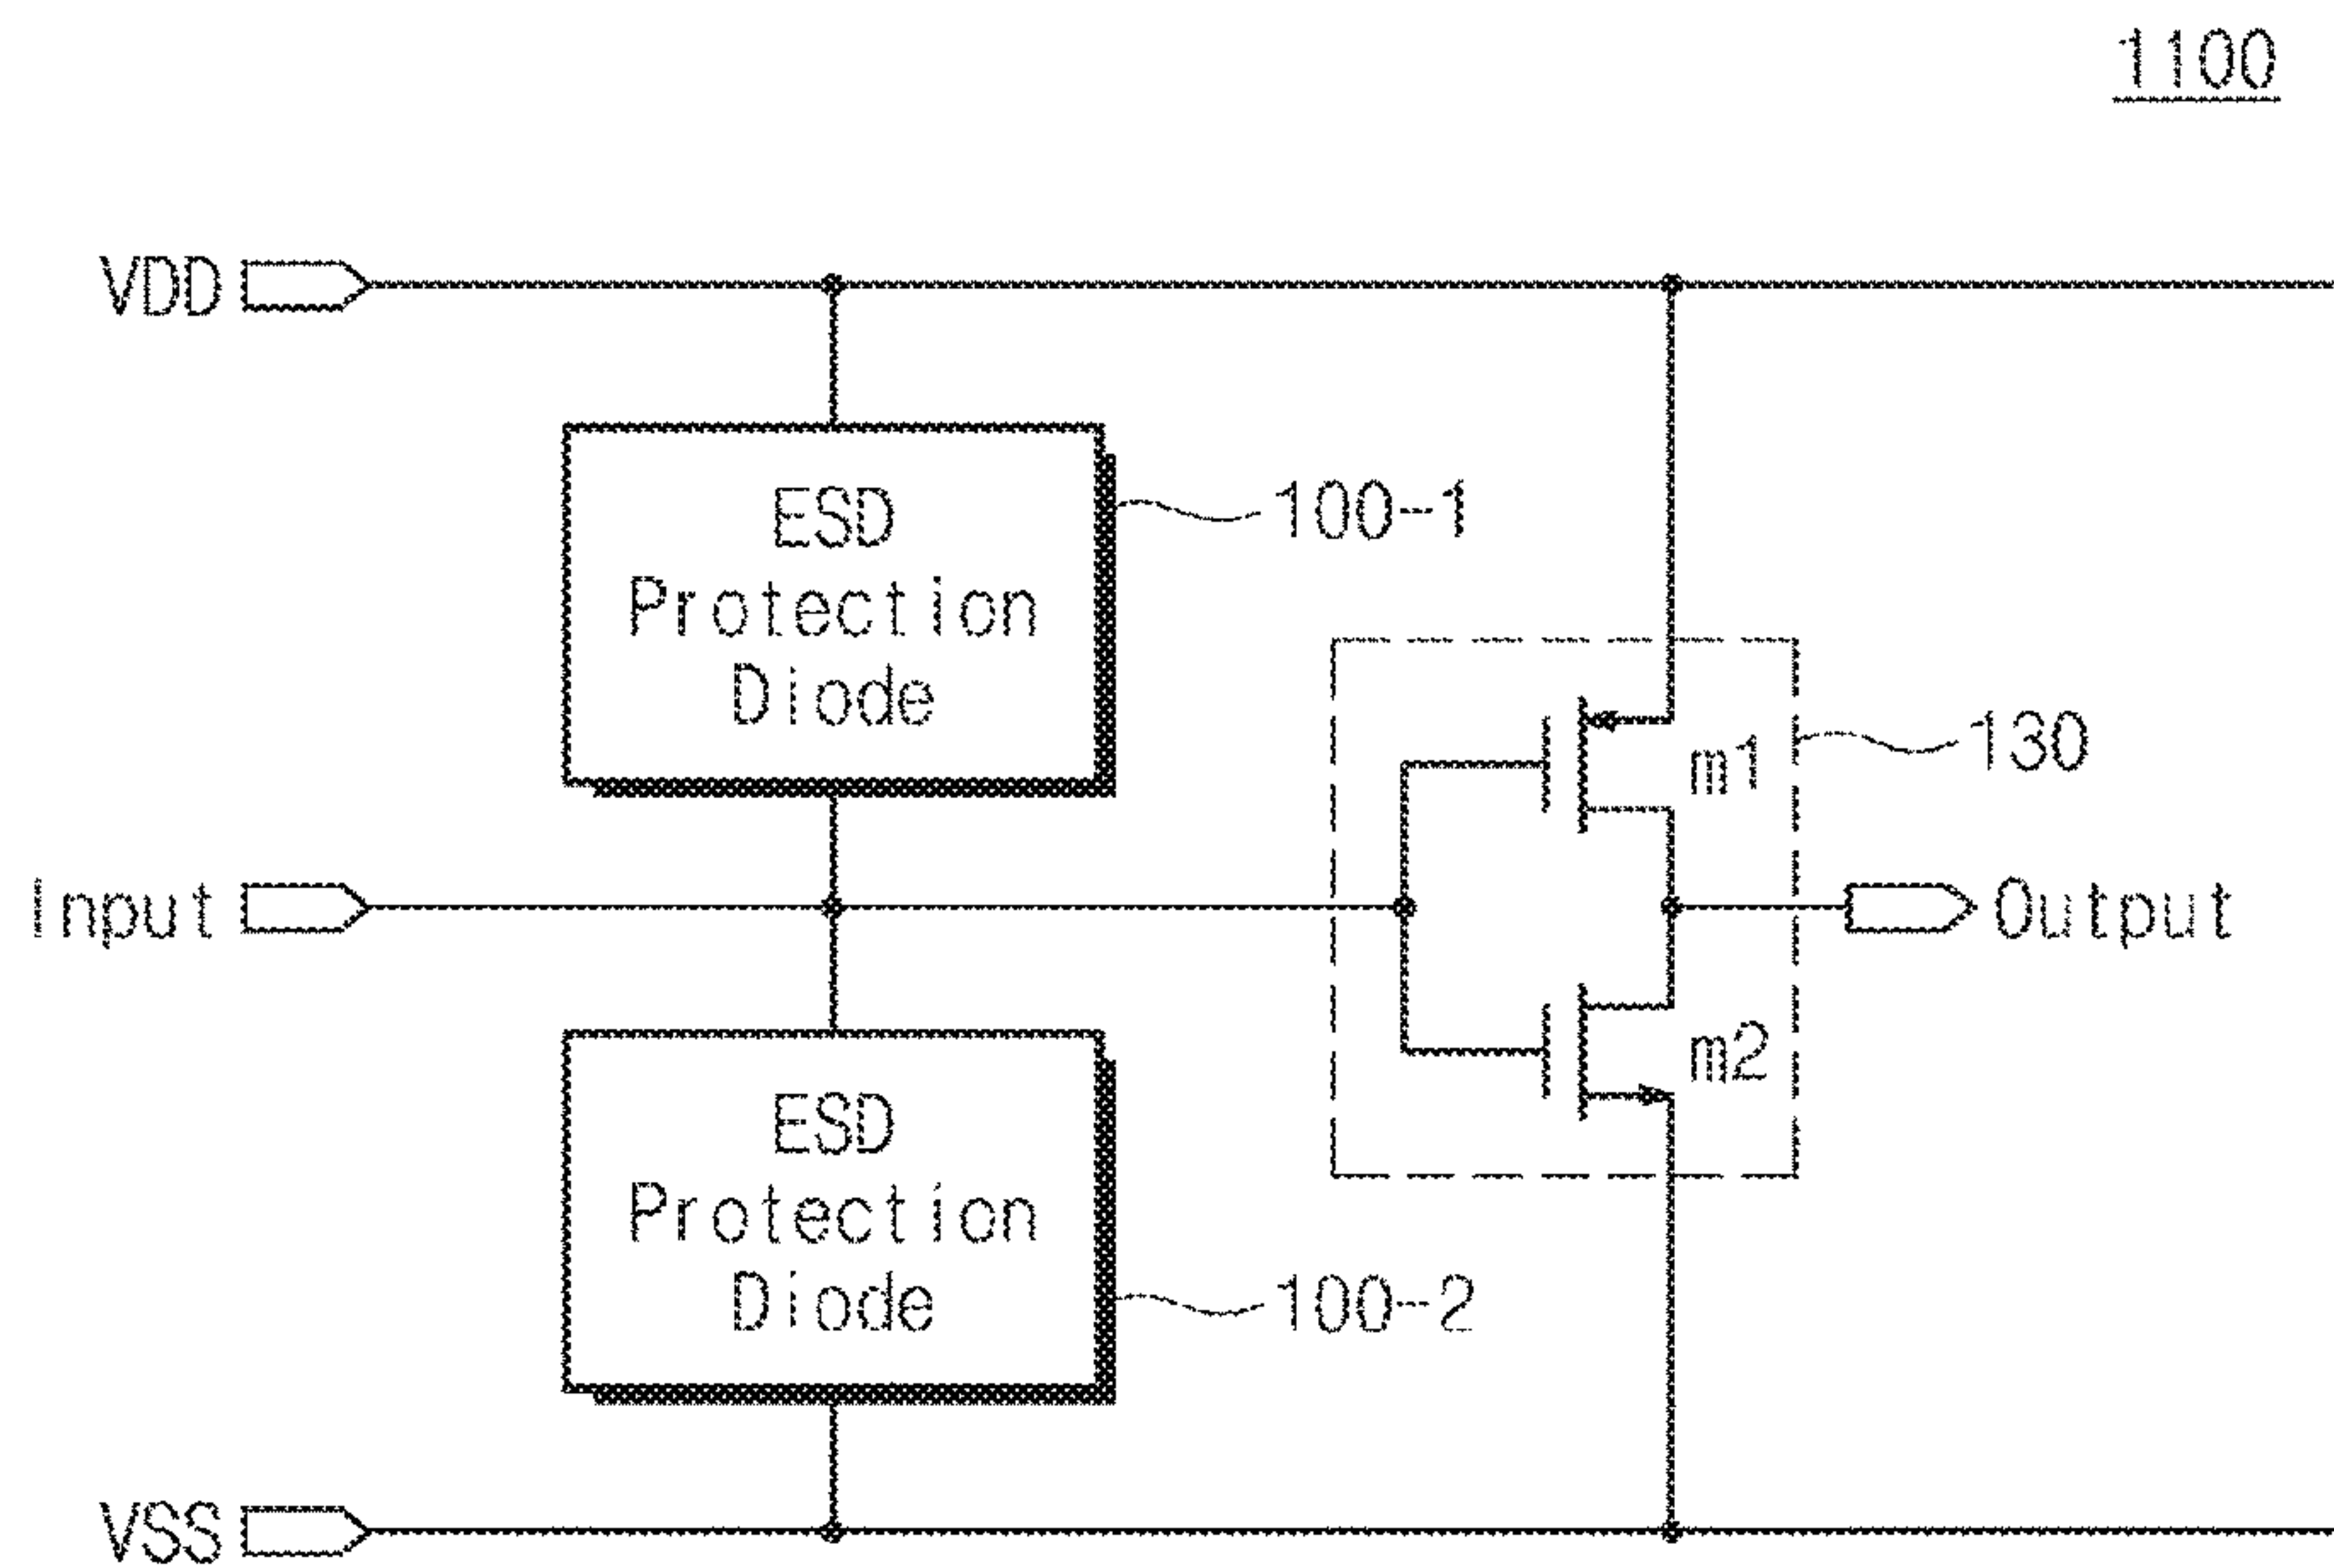 1100
VDD
ESD
Protection
Diode
100-1
m1
130
Input
Output
ESD
Protection
Diode
m2
100-2
VSS